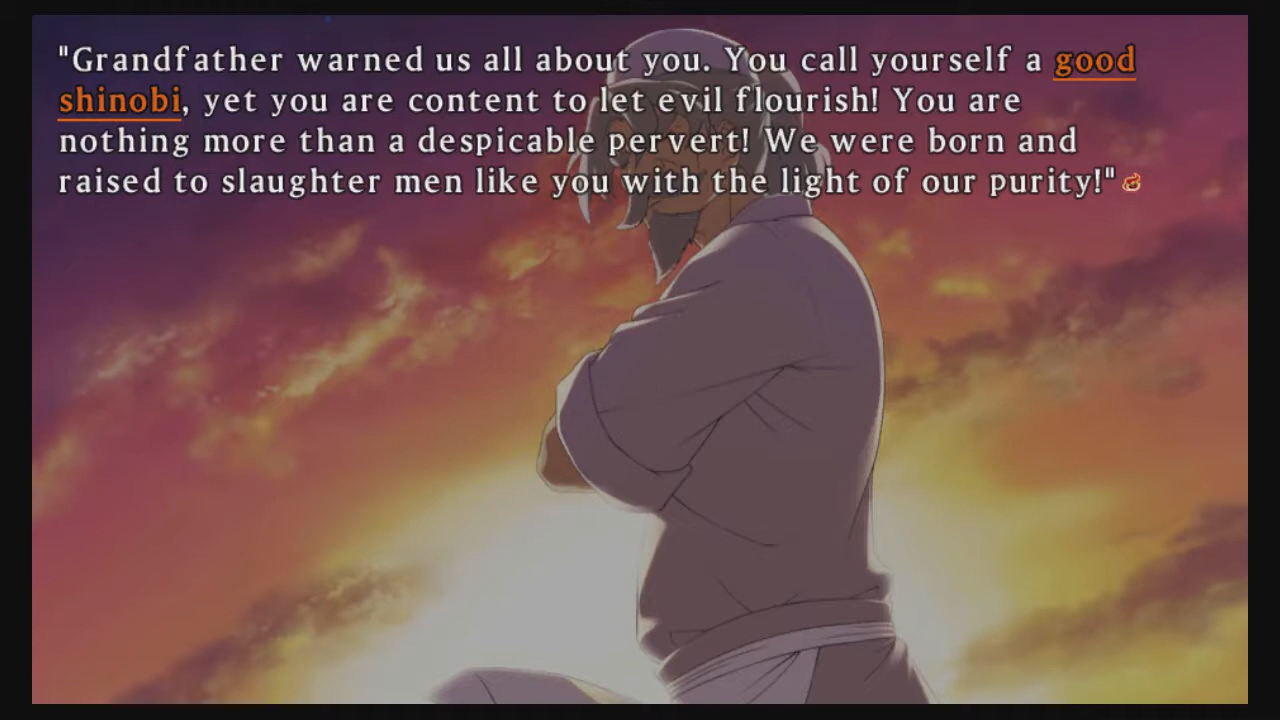 "Grandfather warned us all about you. You call yourself a good
shinobi, yet you are content to let evil flourish! You are
nothing more than a despicable pervert! We were born and
raised to slaughter men like you with the light of our purity!"